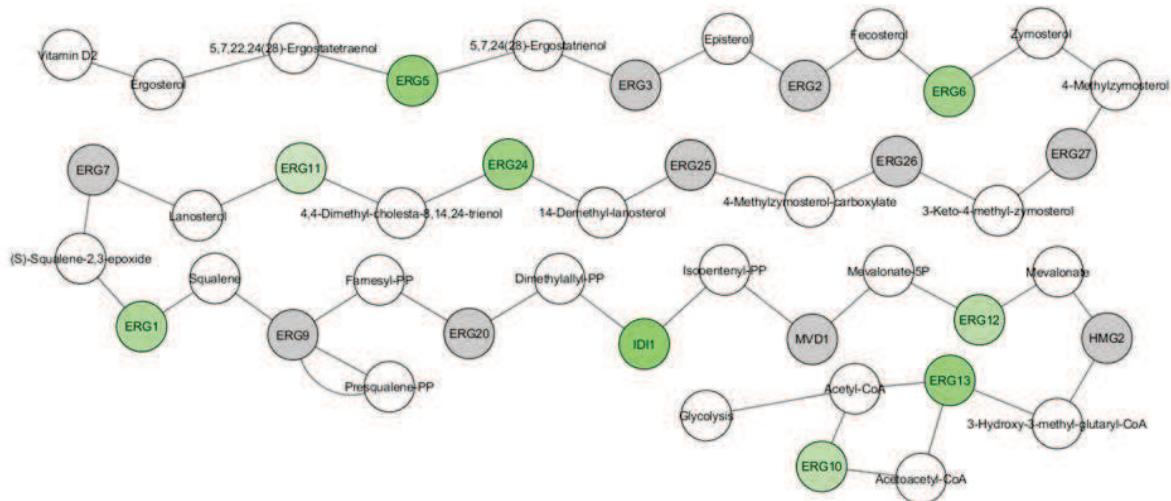 Vitamin D2
Ergosterol
5,7,22,24(28)-Ergostatetraenol
ERG5
5,7,24(28)-Ergostatrienol
ERG3
Episterol
ERG2
Fecosterol
ERG6
Zymosterol
4-Methylzymosterol
ERG7
Lanosterol
ERG11
4,4-Dimethyl-cholesta-8,14,24-trienol
ERG24
14-Demethyl-lanosterol
ERG25
4-Methylzymosterol-carboxylate
ERG26
3-Keto-4-methyl-zymosterol
ERG27
(S)-Squalene-2,3-epoxide
ERG1
Squalene
ERG9
Farnesyl-PP
Presqualene-PP
ERG20
Dimethylallyl-PP
IDI1
Isopentenyl-PP
MVD1
Mevalonate-5P
ERG12
Mevalonate
HMG2
Glycolysis
Acetyl-CoA
ERG13
3-Hydroxy-3-methyl-glutaryl-CoA
ERG10
Acetoacetyl-CoA